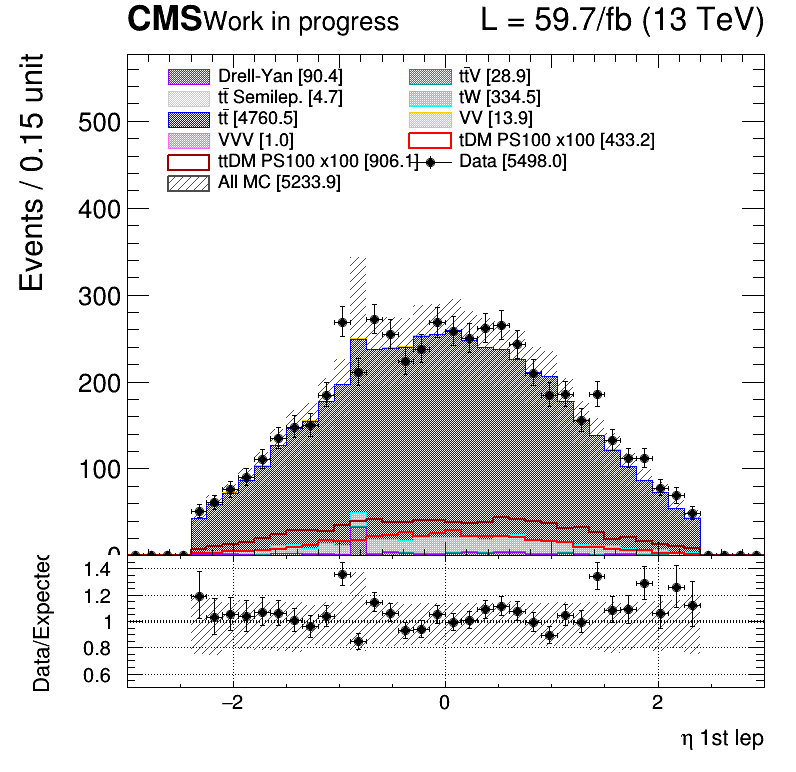 CMS Work in progress L = 59.7/fb (13 TeV)
Drell-Yan [90.4] tt̄V [28.9]
tt̄ Semilep. [4.7] tW [334.5]
tt̄ [4760.5] VV [13.9]
VVV [1.0] tDM PS100 x100 [433.2]
ttDM PS100 x100 [906.1] Data [5498.0]
All MC [5233.9]
Events / 0.15 unit
500
400
300
200
100
0
Data/Expected
1.4
1.2
1
0.8
0.6
−2 0 2
η 1st lep